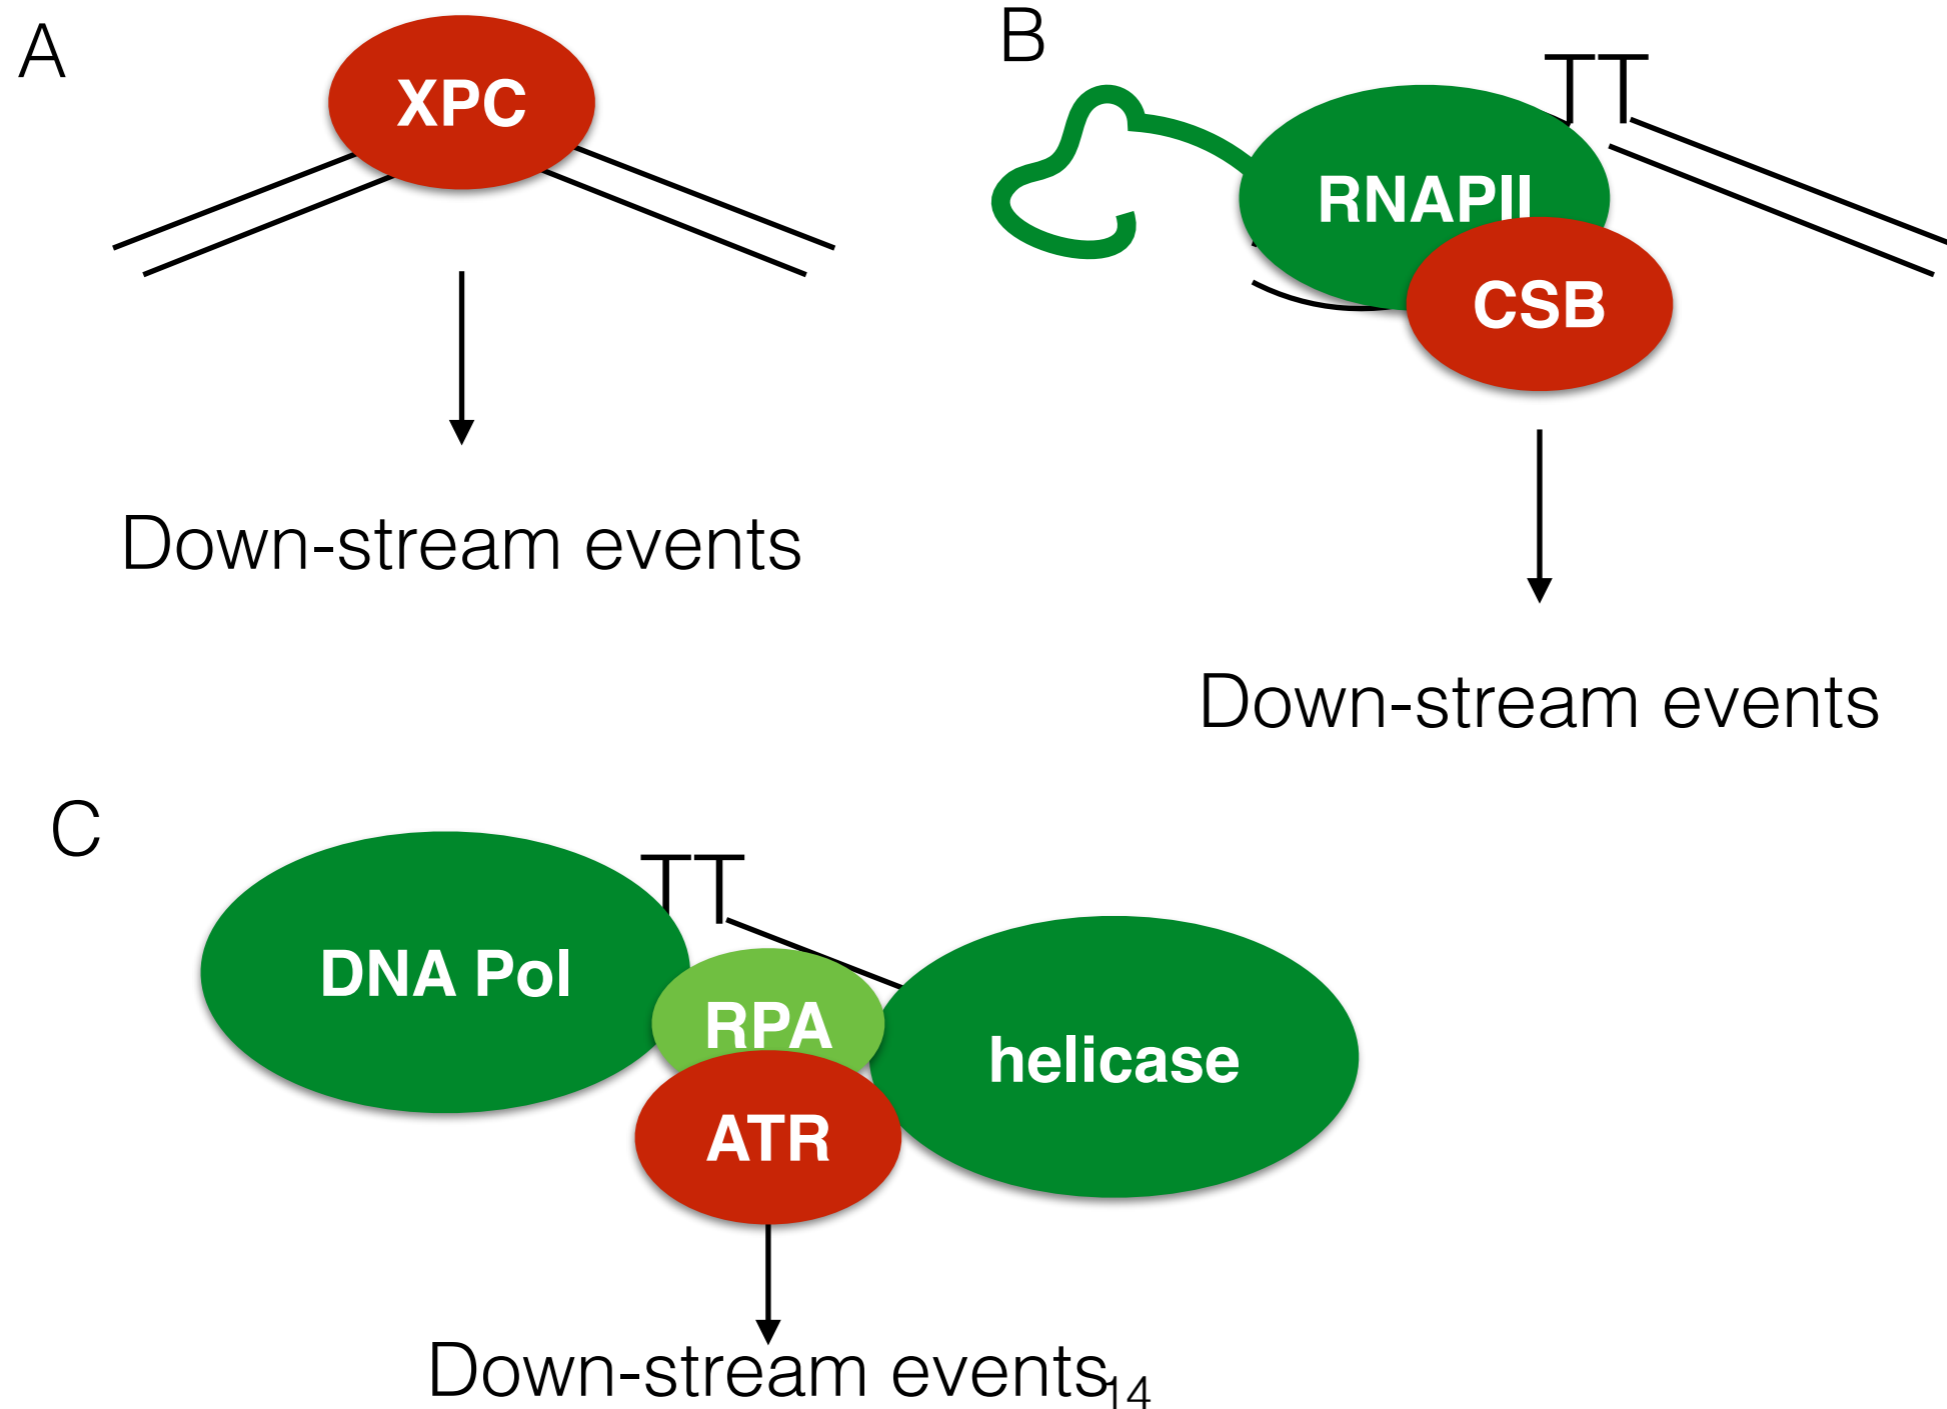 A
XPC
Down-stream events
B
TT
RNAPII
CSB
Down-stream events
C
TT
DNA Pol
RPA
helicase
ATR
Down-stream events
14